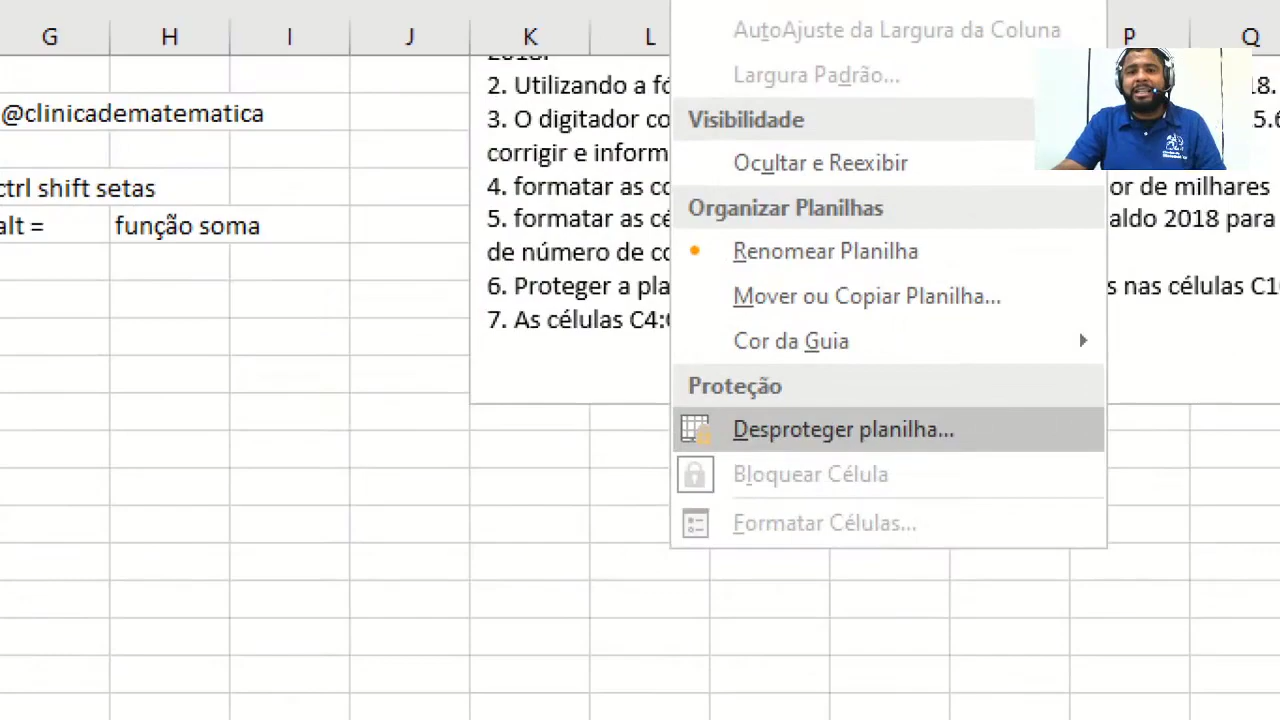 G H I J K L P Q
AutoAjuste da Largura da Coluna
Largura Padrão...
Visibilidade
Ocultar e Reexibir
Organizar Planilhas
Renomear Planilha
Mover ou Copiar Planilha...
Cor da Guia
Proteção
Desproteger planilha...
Bloquear Célula
Formatar Células...
@clinicadematematica
ctrl shift setas
alt = função soma
2018.
2. Utilizando a fó 18.
3. O digitador co 5.6
corrigir e inform
4. formatar as co or de milhares
5. formatar as cé aldo 2018 para
de número de co
6. Proteger a pla s nas células C10
7. As células C4: